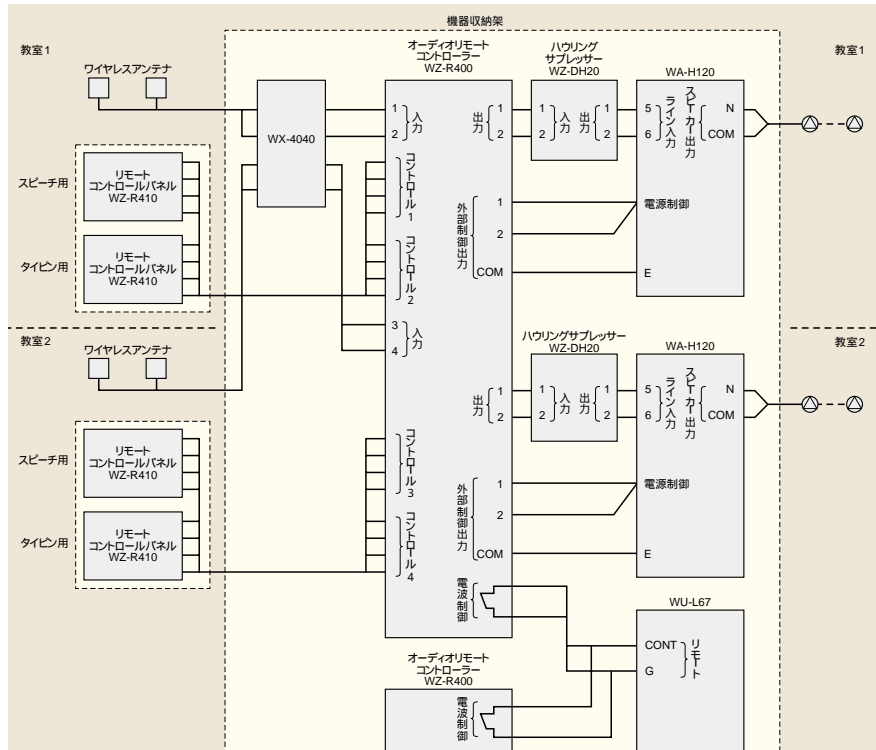 機器収納架
教室1
ワイヤレスアンテナ
スピーチ用
リモート
コントロールパネル
WZ-R410
タイピン用
リモート
コントロールパネル
WZ-R410
WX-4040
オーディオリモート
コントローラー
WZ-R400
1
2
入力
コントロール1
コントロール2
3
4
入力
出力
1
2
外部制御出力
1
2
COM
ハウリング
サプレッサー
WZ-DH20
1
2
入力
出力
1
2
WA-H120
5
6
ライン入力
スピーカー出力
N
COM
電源制御
E
教室1
教室2
ワイヤレスアンテナ
スピーチ用
リモート
コントロールパネル
WZ-R410
タイピン用
リモート
コントロールパネル
WZ-R410
コントロール3
コントロール4
出力
1
2
外部制御出力
1
2
COM
電波制御
ハウリングサプレッサー
WZ-DH20
1
2
入力
出力
1
2
WA-H120
5
6
ライン入力
スピーカー出力
N
COM
電源制御
E
教室2
WU-L67
CONT
G
リモート
オーディオリモート
コントローラー
WZ-R400
電波制御